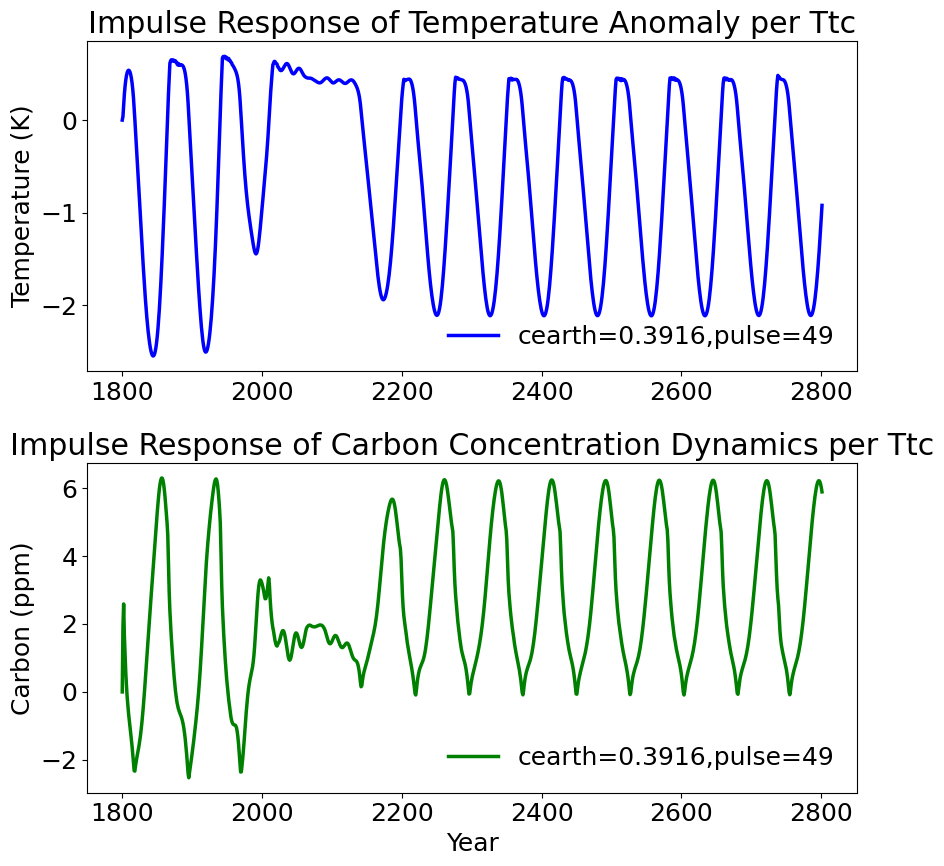 Impulse Response of Temperature Anomaly per Ttc
Temperature (K)
0
−1
−2
cearth=0.3916,pulse=49
1800 2000 2200 2400 2600 2800
Impulse Response of Carbon Concentration Dynamics per Ttc
Carbon (ppm)
6
4
2
0
−2
cearth=0.3916,pulse=49
1800 2000 2200 2400 2600 2800
Year